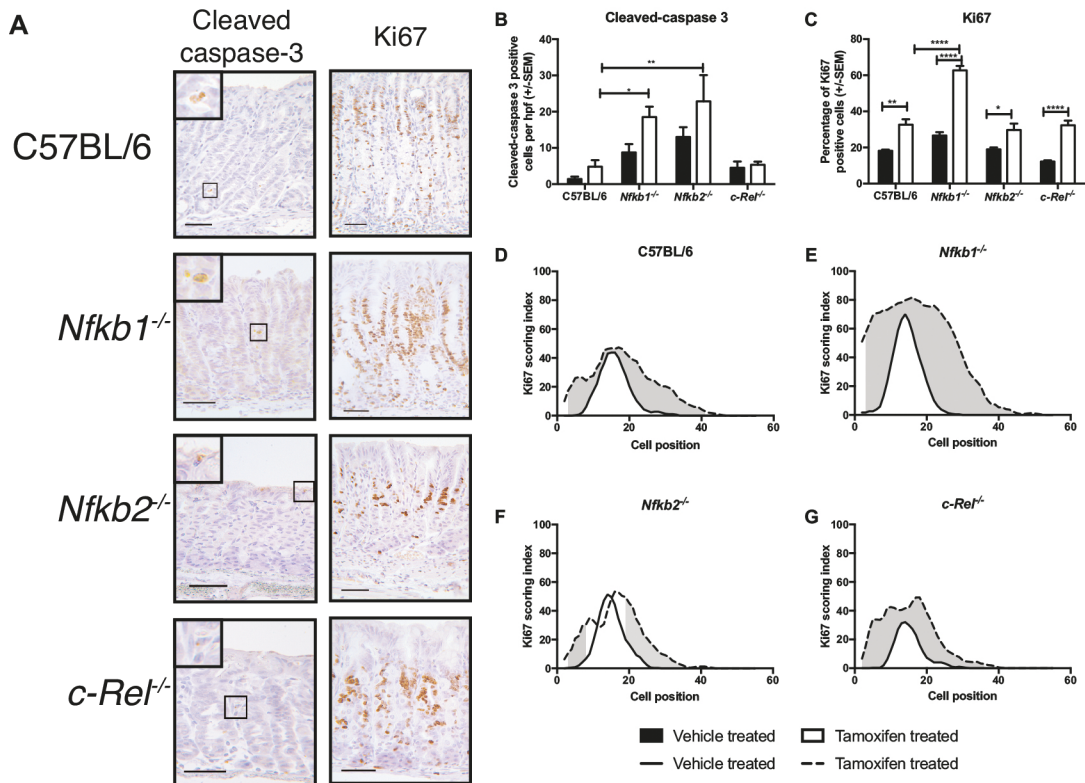 A
Cleaved
caspase-3
Ki67
C57BL/6
Nfkb1-/-
Nfkb2-/-
c-Rel-/-
B
Cleaved-caspase 3
Cleaved-caspase 3 positive
cells per hpf (+/-SEM)
40
30
20
10
0
**
*
C57BL/6
Nfkb1-/-
Nfkb2-/-
c-Rel-/-
C
Ki67
Percentage of Ki67
positive cells (+/-SEM)
80
60
40
20
0
**
****
****
*
****
C57BL/6
Nfkb1-/-
Nfkb2-/-
c-Rel-/-
D
C57BL/6
Ki67 scoring index
100
80
60
40
20
0
0
20
40
60
Cell position
E
Nfkb1-/-
Ki67 scoring index
100
80
60
40
20
0
0
20
40
60
Cell position
F
Nfkb2-/-
Ki67 scoring index
100
80
60
40
20
0
0
20
40
60
Cell position
G
c-Rel-/-
Ki67 scoring index
100
80
60
40
20
0
0
20
40
60
Cell position
Vehicle treated
Tamoxifen treated
Vehicle treated
Tamoxifen treated